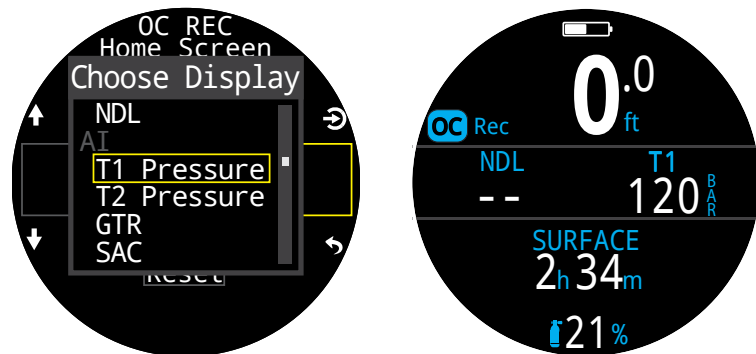 OC REC
Home Screen
Choose Display
NDL
AI
T1 Pressure
T2 Pressure
GTR
SAC
Reset
0.0
ft
OC Rec
NDL T1
-- 120 BAR
SURFACE
2h 34m
21%